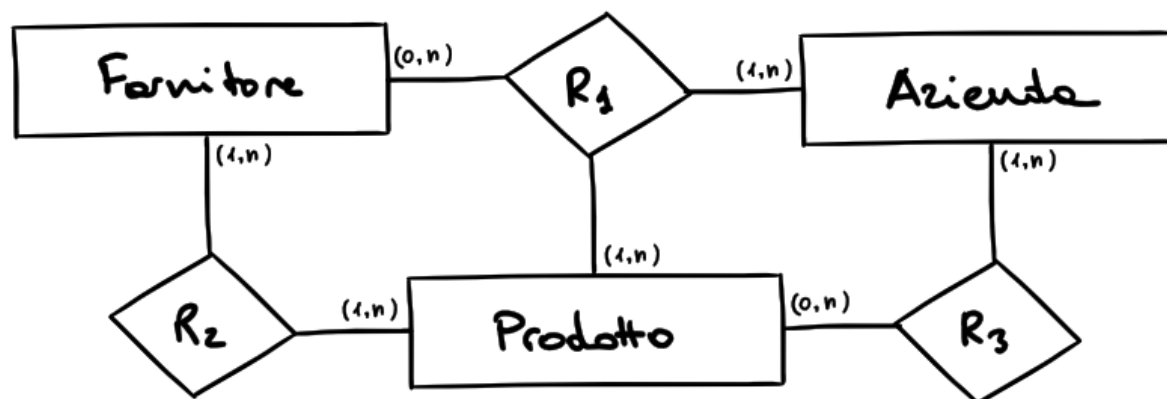 (0,n)
(1,n)
Fornitore
R1
Azienda
(1,n)
(1,n)
(1,n)
(1,n)
(0,n)
R2
Prodotto
R3